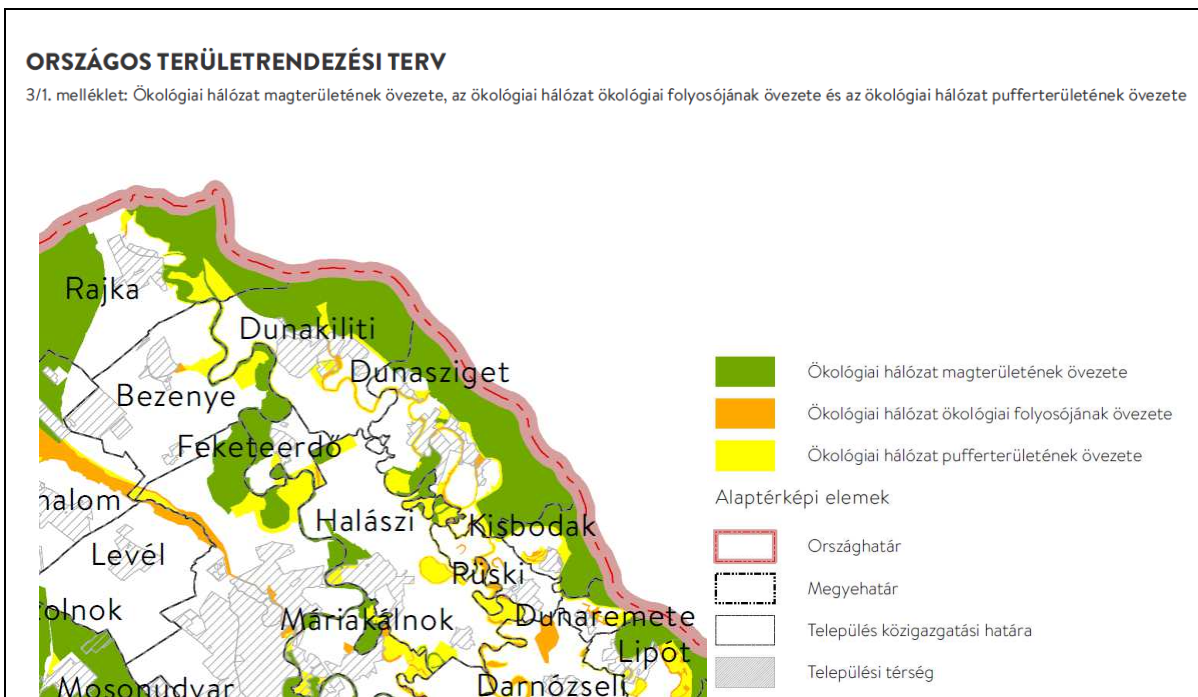 ORSZÁGOS TERÜLETRENDEZÉSI TERV
3/1. melléklet: Ökológiai hálózat magterületének övezete, az ökológiai hálózat ökológiai folyosójának övezete és az ökológiai hálózat pufferterületének övezete
Rajka
Dunakiliti
Dunasziget
Bezenye
Feketeerdő
halom
Halászi
Kisbodak
Levél
Püski
olnok
Máriakálnok
Dunaremete
Lipót
Mosonudvar
Darnózseli
Ökológiai hálózat magterületének övezete
Ökológiai hálózat ökológiai folyosójának övezete
Ökológiai hálózat pufferterületének övezete
Alaptérképi elemek
Országhatár
Megyehatár
Település közigazgatási határa
Települési térség